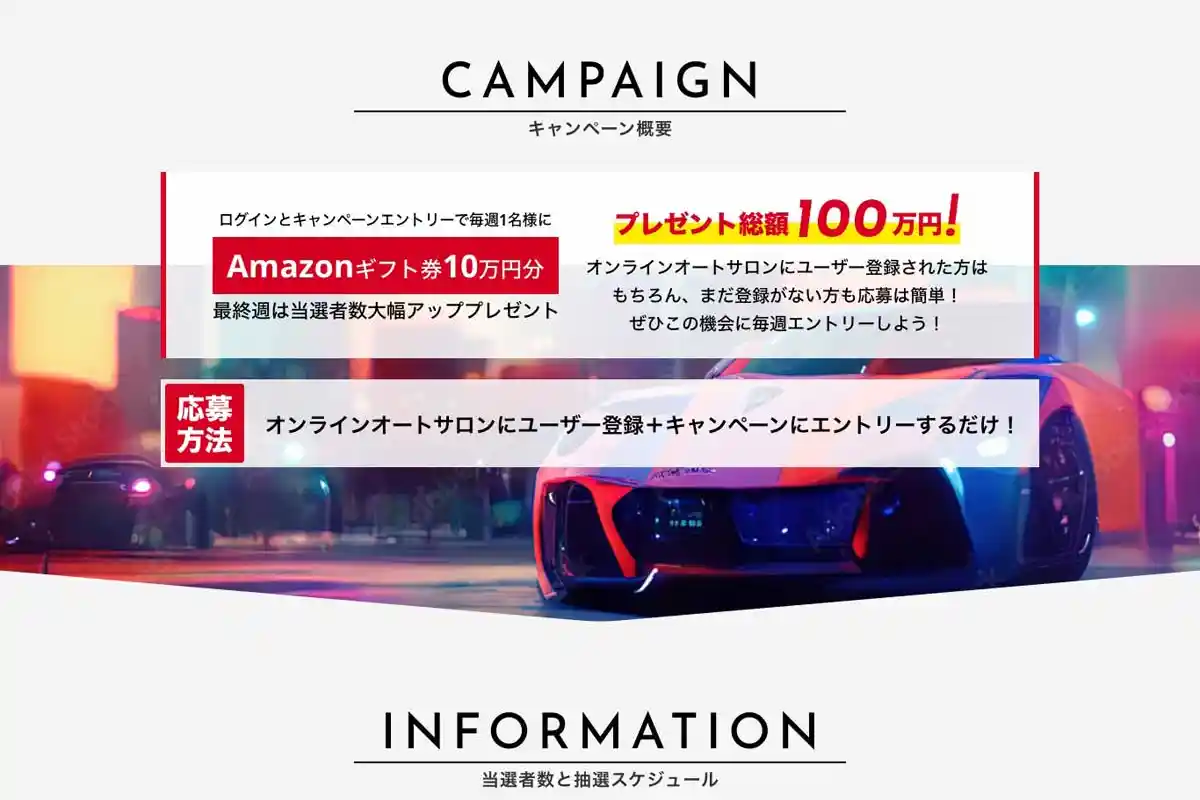 CAMPAIGN
キャンペーン概要
ログインとキャンペーンエントリーで毎週1名様に
Amazonギフト券10万円分
最終週は当選者数大幅アッププレゼント
プレゼント総額100万円!
オンラインオートサロンにユーザー登録された方は
もちろん、まだ登録がない方も応募は簡単！
ぜひこの機会に毎週エントリーしよう！
応募
方法
オンラインオートサロンにユーザー登録＋キャンペーンにエントリーするだけ！
INFORMATION
当選者数と抽選スケジュール